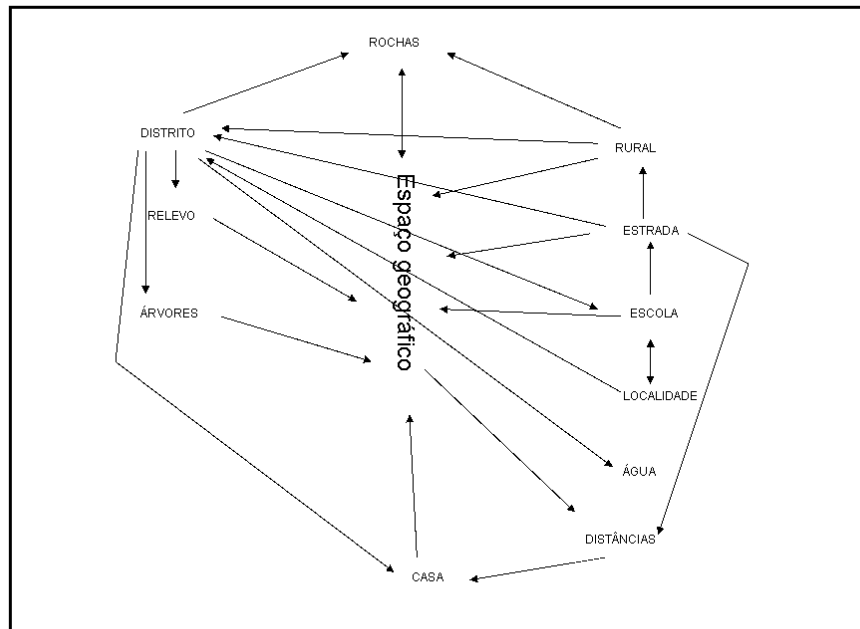 ROCHAS
DISTRITO
RURAL
Espaço geográfico
RELEVO
ESTRADA
ÁRVORES
ESCOLA
LOCALIDADE
ÁGUA
DISTÂNCIAS
CASA